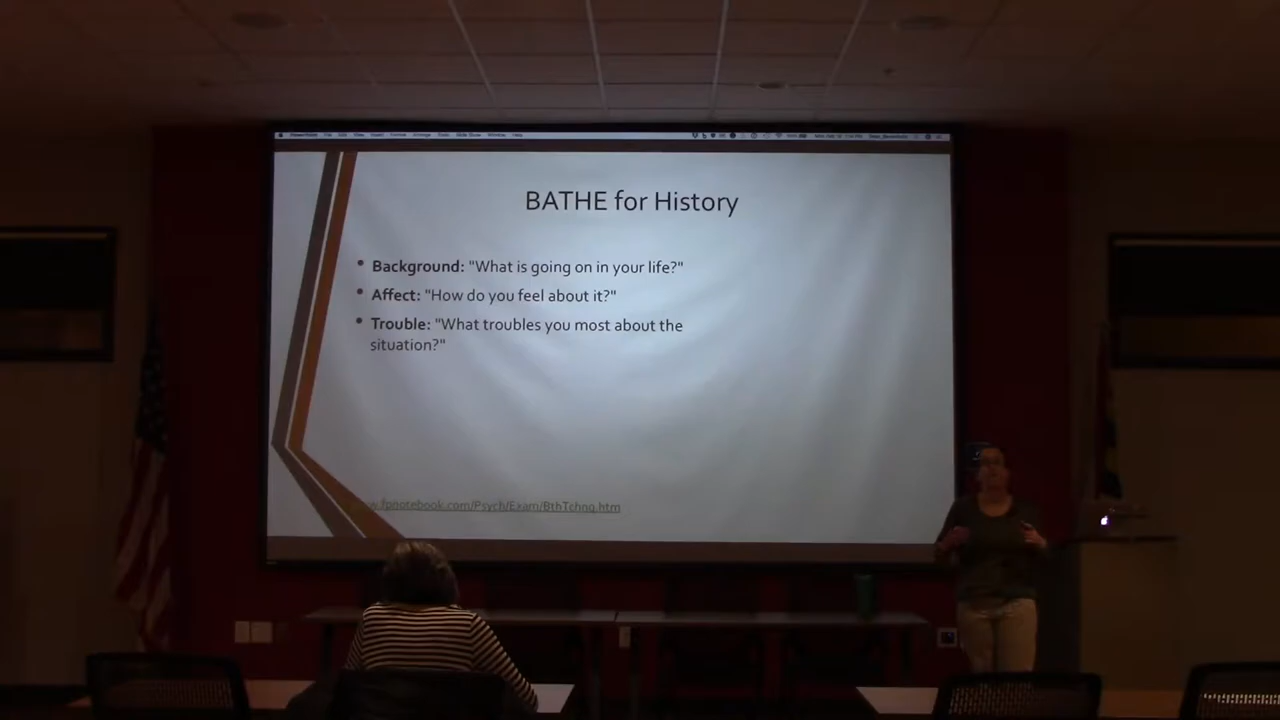 BATHE for History
• Background: "What is going on in your life?"
• Affect: "How do you feel about it?"
• Trouble: "What troubles you most about the
situation?"
fpnotebook.com/Psych/Exam/BthTchnq.htm